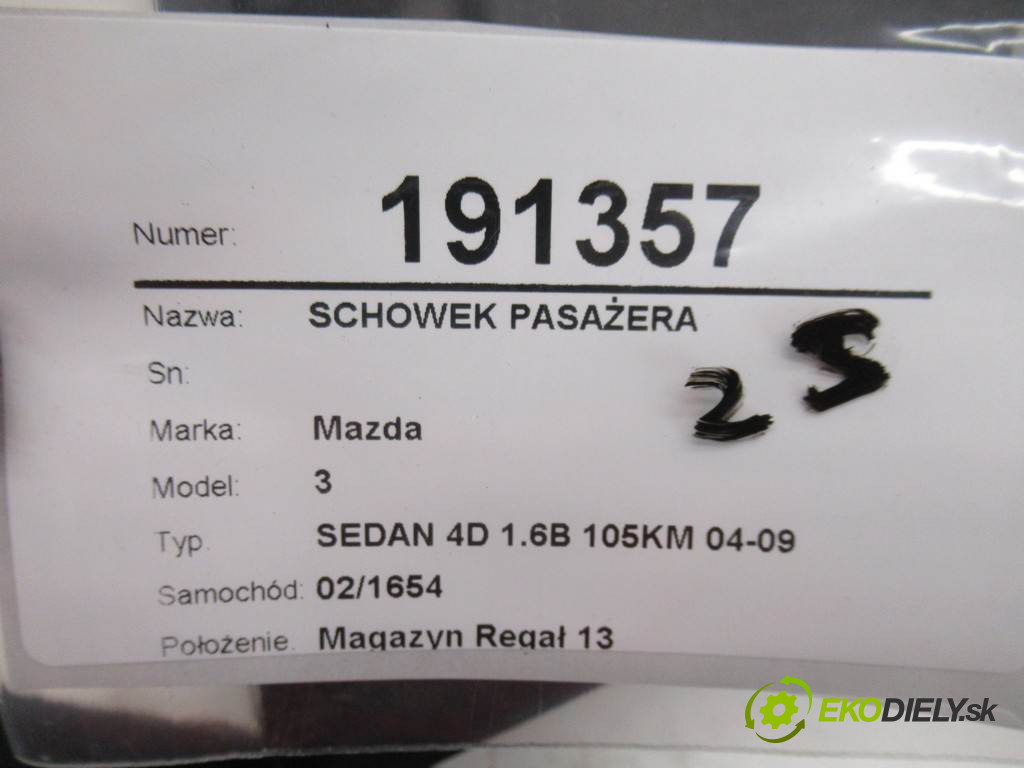 Numer: 191357
Nazwa: SCHOWEK PASAŻERA
Sn:
Marka: Mazda
25
Model: 3
Typ. SEDAN 4D 1.6B 105KM 04-09
Samochód: 02/1654
Położenie. Magazyn Regał 13
EKODIELY.sk